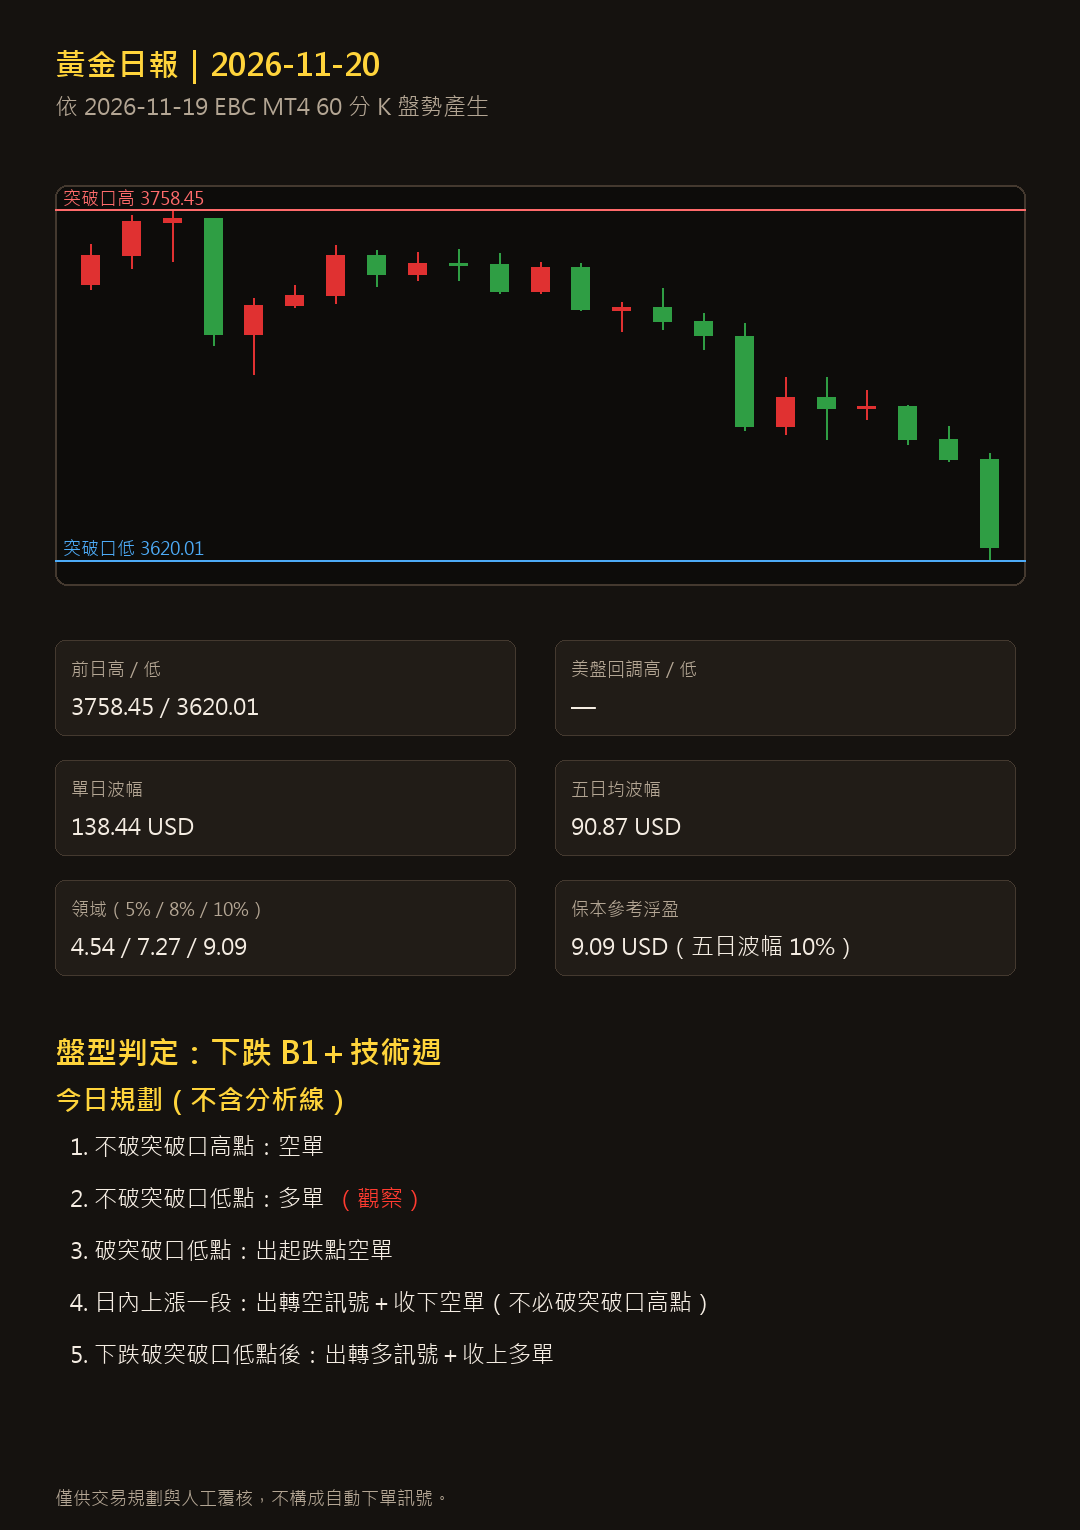 黃金日報｜2026-11-20
依 2026-11-19 EBC MT4 60 分 K 盤勢產生
突破口高 3758.45
突破口低 3620.01
前日高 / 低
3758.45 / 3620.01
美盤回調高 / 低
—
單日波幅
138.44 USD
五日均波幅
90.87 USD
領域（5% / 8% / 10%）
4.54 / 7.27 / 9.09
保本參考浮盈
9.09 USD（五日波幅 10%）
盤型判定：下跌 B1＋技術週
今日規劃（不含分析線）
1. 不破突破口高點：空單
2. 不破突破口低點：多單 （觀察）
3. 破突破口低點：出起跌點空單
4. 日內上漲一段：出轉空訊號＋收下空單（不必破突破口高點）
5. 下跌破突破口低點後：出轉多訊號＋收上多單
僅供交易規劃與人工覆核，不構成自動下單訊號。